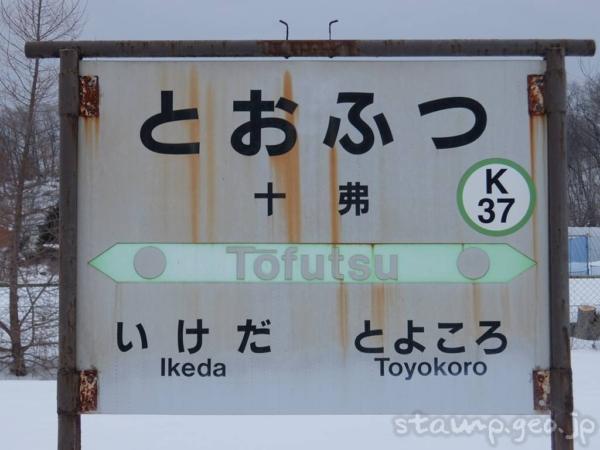 とおふつ
十弗
K
37
Tōfutsu
いけだ とよころ
Ikeda Toyokoro
stamp.geo.jp